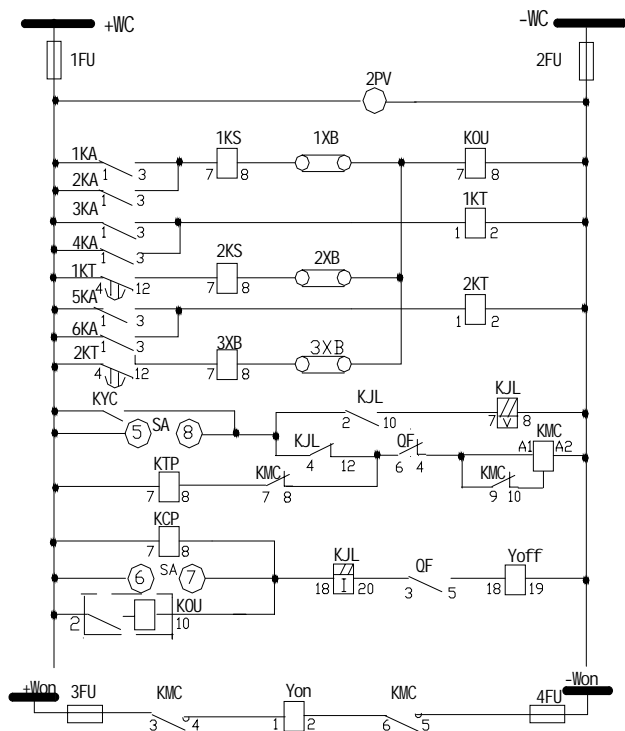 +WC -WC
1FU 2FU
2PV
1KA 1KS 1XB KOU
1 3 7 8 7 8
2KA
1 3
3KA 1KT
1 3 1 2
4KA
1 3
1KT 2KS 2XB
4 12 7 8
5KA 2KT
1 3 1 2
6KA
1 3
2KT 3XB 3XB
4 12 7 8
KYC KJL KJL
5 SA 8 2 10 7 V 8
KJL QF KMC
4 12 6 4 A1 A2
KTP KMC KMC
7 8 7 8 9 10
KCP
7 8
6 SA 7 KJL QF Yoff
18 I 20 3 5 18 19
KOU
2 10
+Won -Won
3FU KMC Yon KMC 4FU
3 4 1 2 6 5